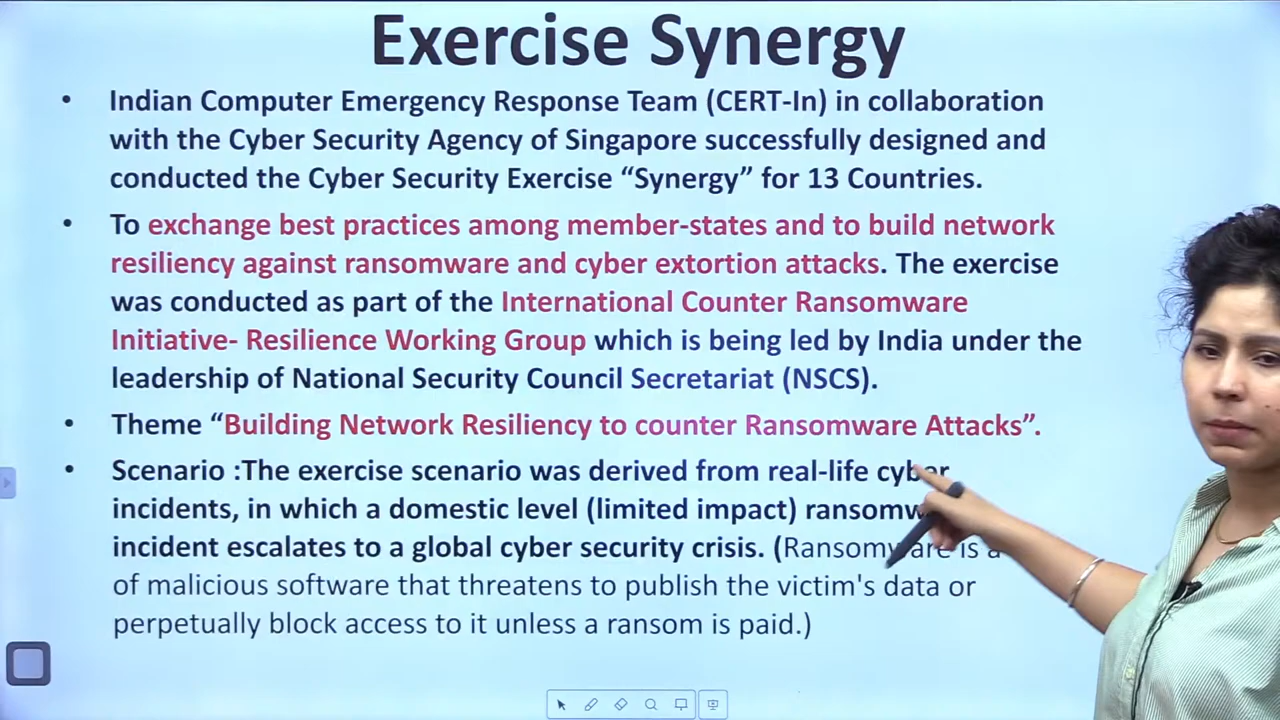 Exercise Synergy
• Indian Computer Emergency Response Team (CERT-In) in collaboration
with the Cyber Security Agency of Singapore successfully designed and
conducted the Cyber Security Exercise “Synergy” for 13 Countries.
• To exchange best practices among member-states and to build network
resiliency against ransomware and cyber extortion attacks. The exercise
was conducted as part of the International Counter Ransomware
Initiative- Resilience Working Group which is being led by India under the
leadership of National Security Council Secretariat (NSCS).
• Theme “Building Network Resiliency to counter Ransomware Attacks”.
• Scenario :The exercise scenario was derived from real-life cyber
incidents, in which a domestic level (limited impact)
incident escalates to a global cyber security crisis. (Ransomware is a
of malicious software that threatens to publish the victim's data or
perpetually block access to it unless a ransom is paid.)